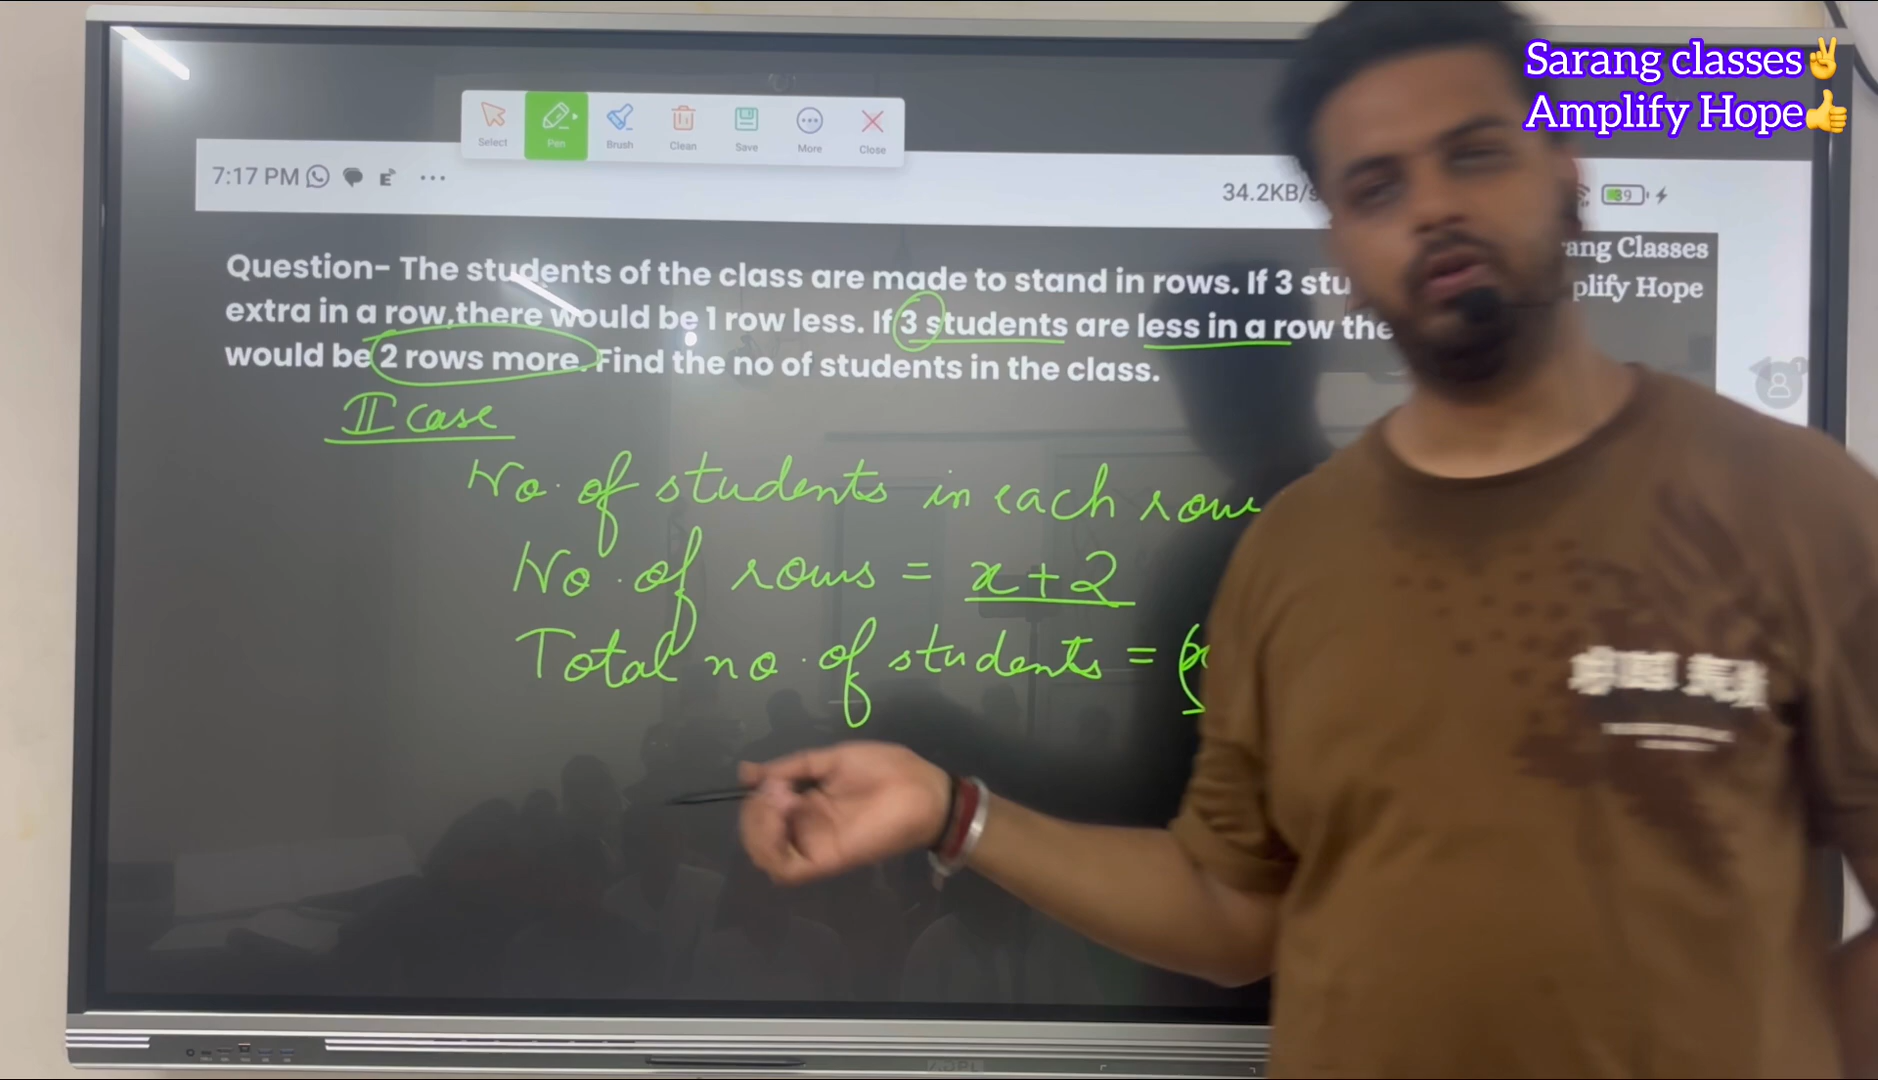 Sarang classes✌️
Amplify Hope👍
Select
Pen
Brush
Clean
Save
More
Close
7:17 PM
34.2KB/s
39
ang Classes
plify Hope
Question- The students of the class are made to stand in rows. If 3 stu
extra in a row,there would be 1 row less. If 3 students are less in a row the
would be 2 rows more. Find the no of students in the class.
II case
No. of students in each row
No. of rows = x+2
Total no. of students = (x